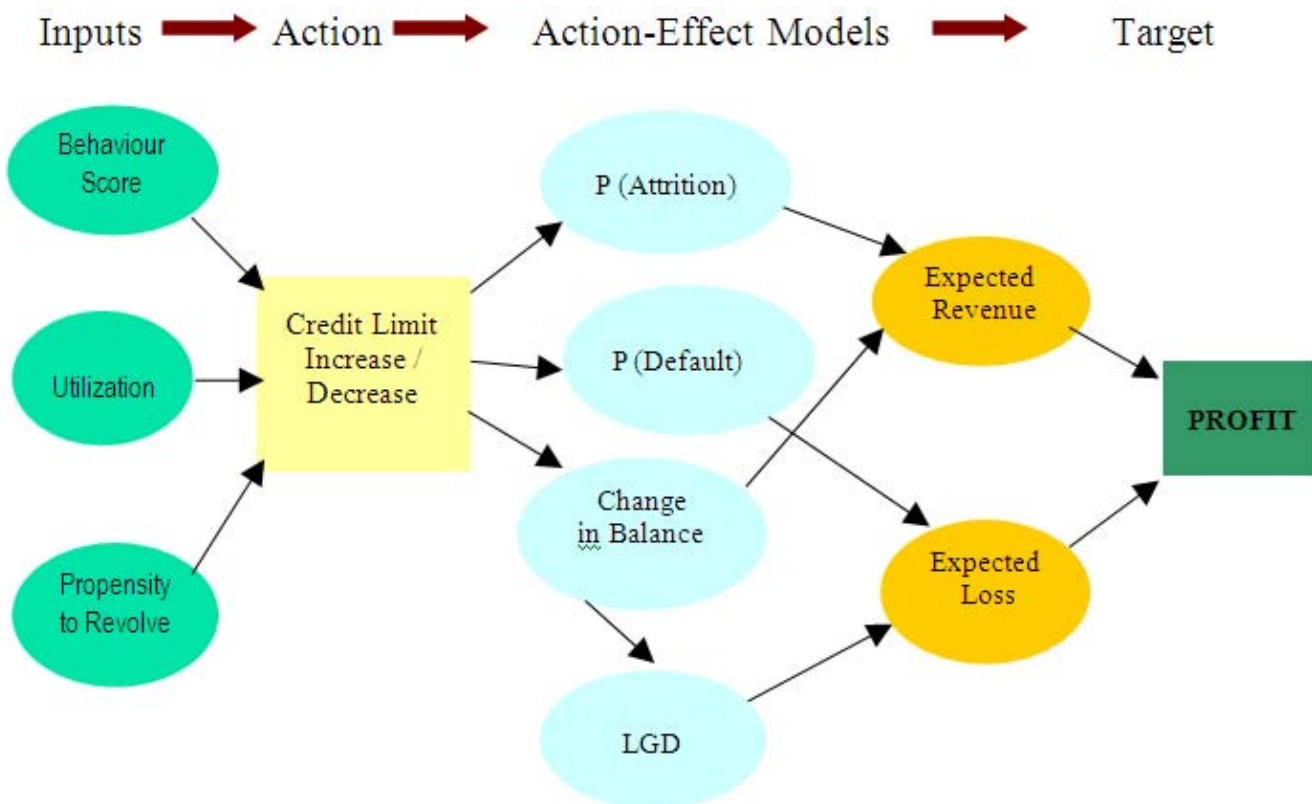 Inputs Action Action-Effect Models Target
Behaviour
Score
Utilization
Propensity
to Revolve
Credit Limit
Increase /
Decrease
P (Attrition)
P (Default)
Change
in Balance
LGD
Expected
Revenue
Expected
Loss
PROFIT